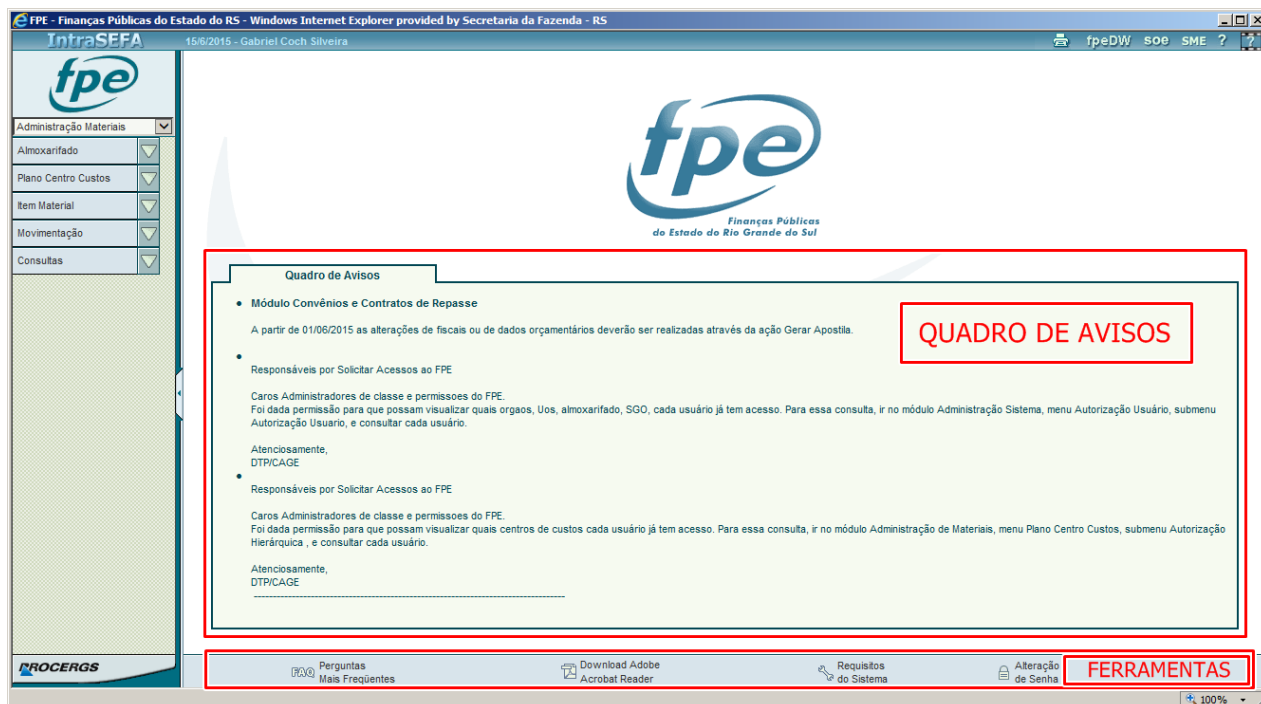 FPE - Finanças Públicas do Estado do RS - Windows Internet Explorer provided by Secretaria da Fazenda - RS
IntraSEFA 15/6/2015 - Gabriel Coch Silveira fpeDW soe SME ? ?
fpe
Administração Materiais
Almoxarifado
Plano Centro Custos
Item Material
Movimentação
Consultas
fpe
Finanças Públicas
do Estado do Rio Grande do Sul
Quadro de Avisos
• Módulo Convênios e Contratos de Repasse
A partir de 01/06/2015 as alterações de fiscais ou de dados orçamentários deverão ser realizadas através da ação Gerar Apostila.
QUADRO DE AVISOS
•
Responsáveis por Solicitar Acessos ao FPE
Caros Administradores de classe e permissoes do FPE.
Foi dada permissão para que possam visualizar quais orgaos, Uos, almoxarifado, SGO, cada usuário já tem acesso. Para essa consulta, ir no módulo Administração Sistema, menu Autorização Usuário, submenu
Autorização Usuario, e consultar cada usuário.
Atenciosamente,
DTP/CAGE
•
Responsáveis por Solicitar Acessos ao FPE
Caros Administradores de classe e permissoes do FPE.
Foi dada permissão para que possam visualizar quais centros de custos cada usuário já tem acesso. Para essa consulta, ir no módulo Administração de Materiais, menu Plano Centro Custos, submenu Autorização
Hierárquica , e consultar cada usuário.
Atenciosamente,
DTP/CAGE
----------------------------------------------------------------------------------
PROCERGS
FAQ Perguntas
Mais Freqüentes
Download Adobe
Acrobat Reader
Requisitos
do Sistema
Alteração
de Senha
FERRAMENTAS
100%